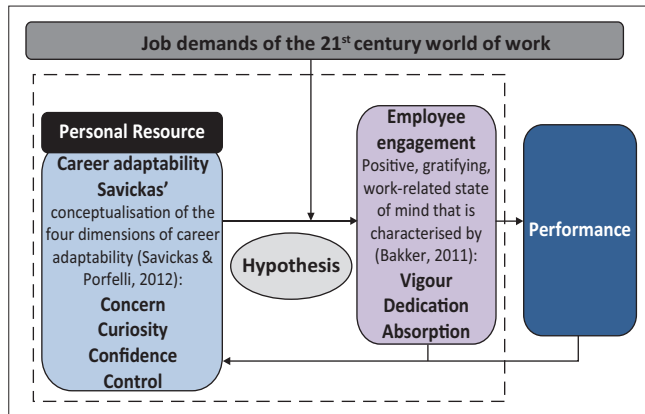 Job demands of the 21st century world of work
Personal Resource
Career adaptability
Savickas’
conceptualisation of the
four dimensions of career
adaptability (Savickas &
Porfelli, 2012):
Concern
Curiosity
Confidence
Control
Hypothesis
Employee
engagement
Positive, gratifying,
work-related state
of mind that is
characterised by
(Bakker, 2011):
Vigour
Dedication
Absorption
Performance